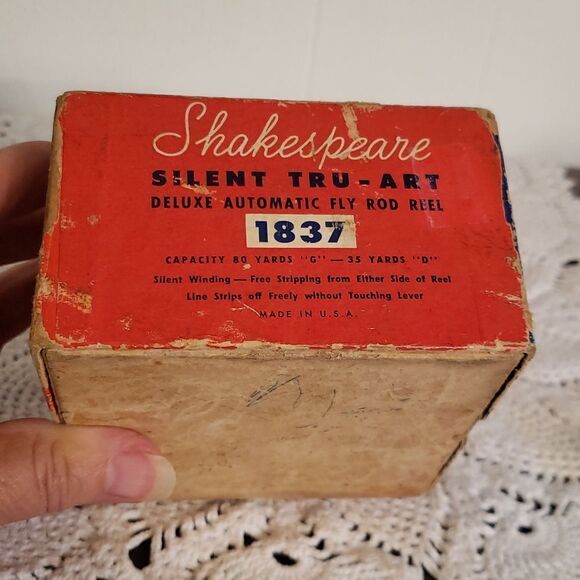 Shakespeare
SILENT TRU-ART
DELUXE AUTOMATIC FLY ROD REEL
1837
CAPACITY 80 YARDS "G" — 35 YARDS "D"
Silent Winding — Free Stripping from Either Side of Reel
Line Strips off Freely without Touching Lever
MADE IN U.S.A.